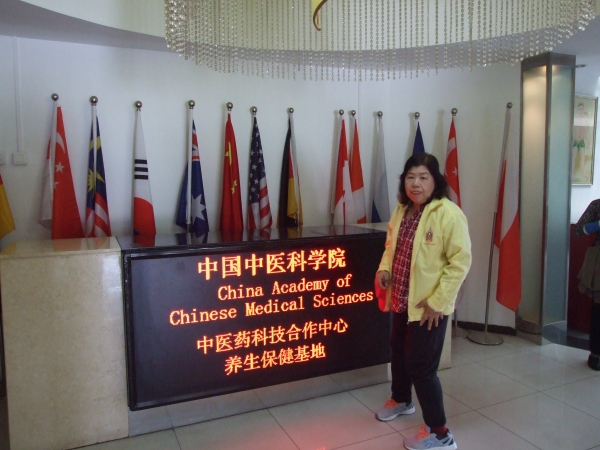 中国中医科学院
China Academy of
Chinese Medical Sciences
中医药科技合作中心
养生保健基地